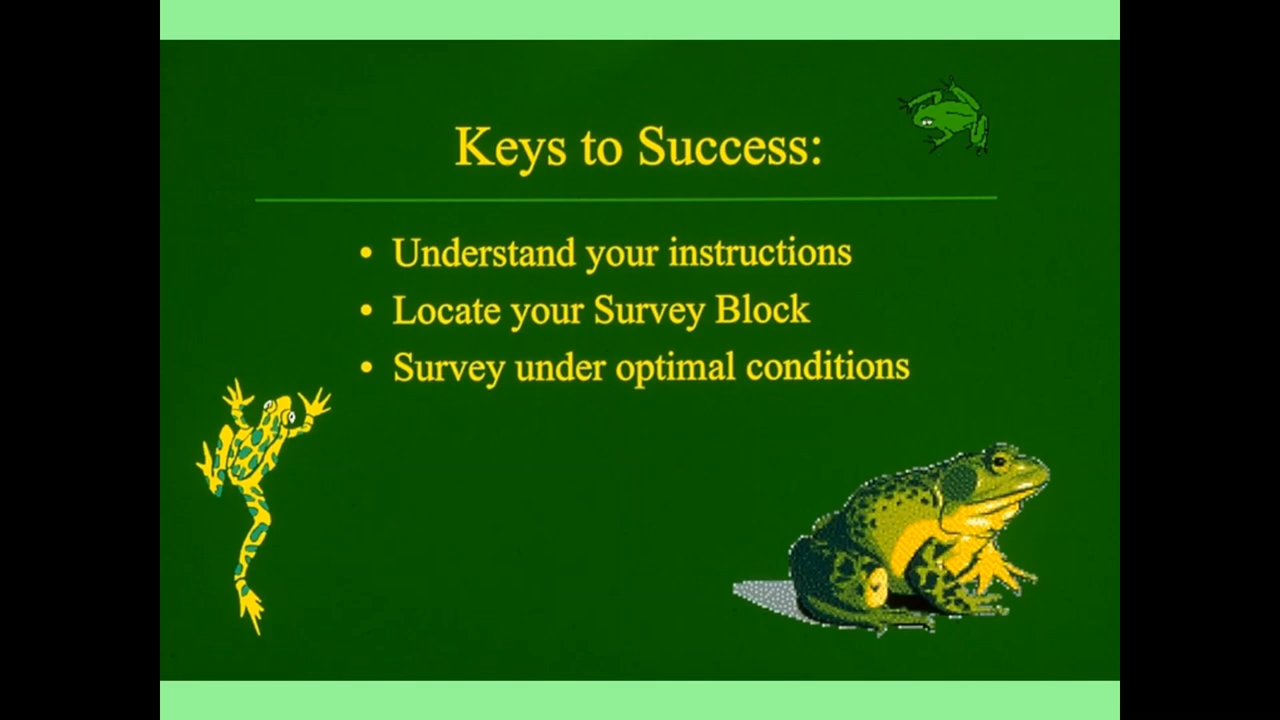 Keys to Success:
• Understand your instructions
• Locate your Survey Block
• Survey under optimal conditions